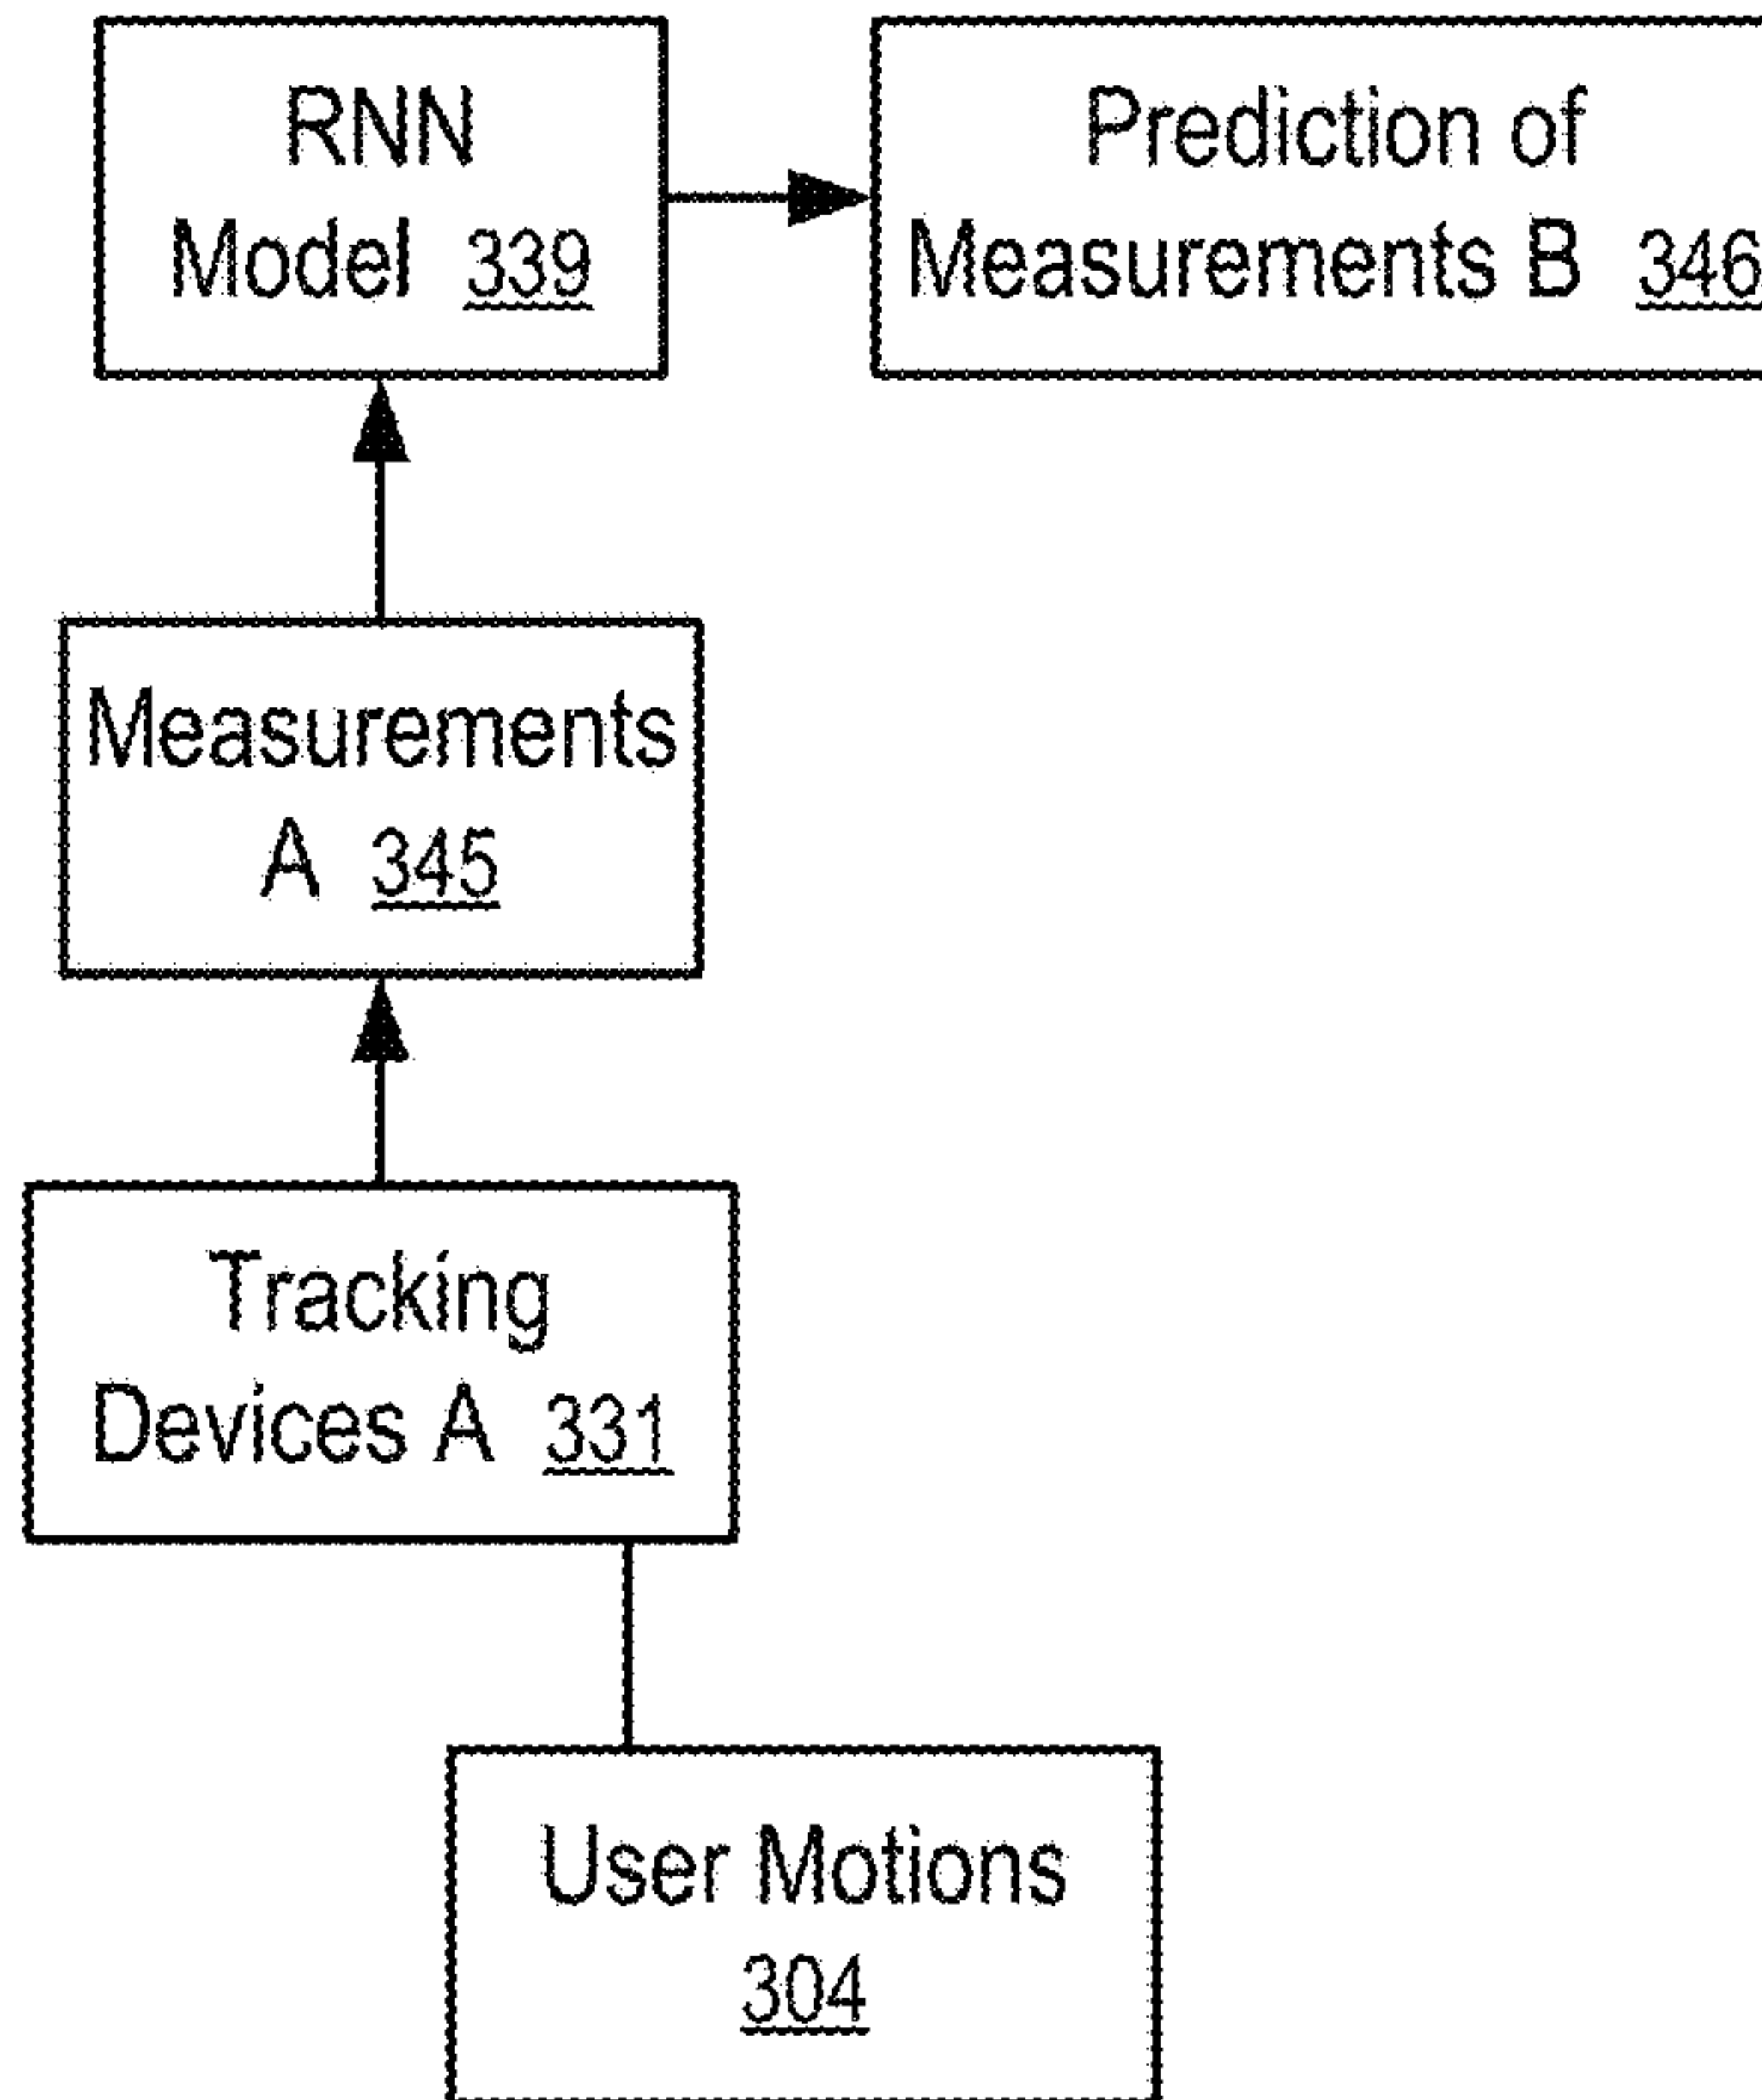 RNN
Model 339
Prediction of
Measurements B 346
Measurements
A 345
Tracking
Devices A 331
User Motions
304